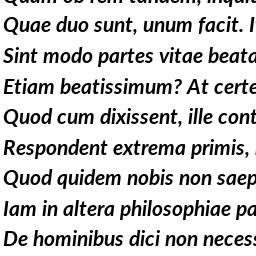 Quam ob rem tandem, inquit
Quae duo sunt, unum facit.
Sint modo partes vitae beata
Etiam beatissimum? At certe
Quod cum dixissent, ille cont
Respondent extrema primis,
Quod quidem nobis non saep
Iam in altera philosophiae pa
De hominibus dici non necess